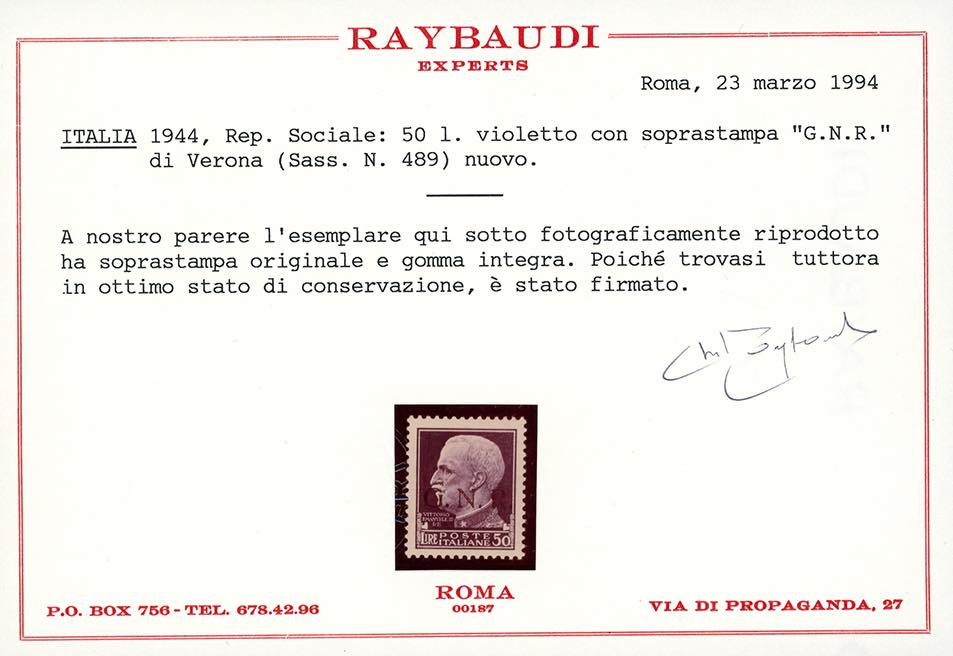 RAYBAUDI
EXPERTS
Roma, 23 marzo 1994
ITALIA 1944, Rep. Sociale: 50 l. violetto con soprastampa "G.N.R."
di Verona (Sass. N. 489) nuovo.
A nostro parere l'esemplare qui sotto fotograficamente riprodotto
ha soprastampa originale e gomma integra. Poiché trovasi tuttora
in ottimo stato di conservazione, è stato firmato.
G. N. R
VITTORIO
EMANUELE III
RE
LIRE POSTE ITALIANE 50
ROMA
00187
P.O. BOX 756 - TEL. 678.42.96
VIA DI PROPAGANDA, 27